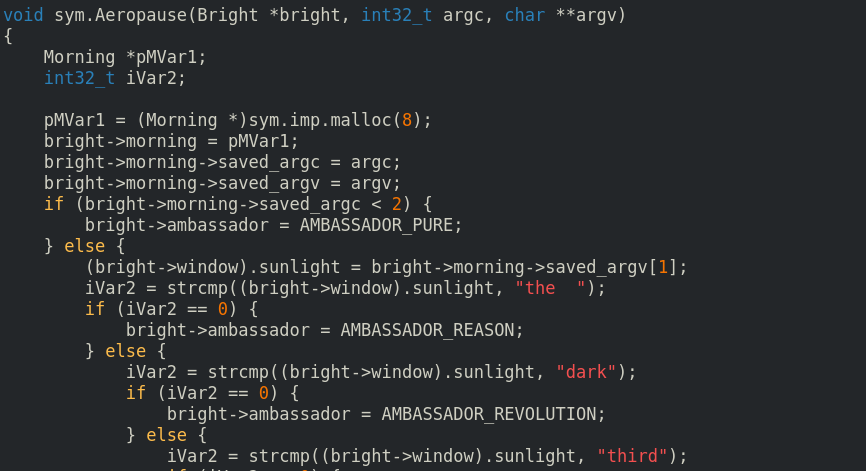 void sym.Aeropause(Bright *bright, int32_t argc, char **argv)
{
    Morning *pMVar1;
    int32_t iVar2;

    pMVar1 = (Morning *)sym.imp.malloc(8);
    bright->morning = pMVar1;
    bright->morning->saved_argc = argc;
    bright->morning->saved_argv = argv;
    if (bright->morning->saved_argc < 2) {
        bright->ambassador = AMBASSADOR_PURE;
    } else {
        (bright->window).sunlight = bright->morning->saved_argv[1];
        iVar2 = strcmp((bright->window).sunlight, "the  ");
        if (iVar2 == 0) {
            bright->ambassador = AMBASSADOR_REASON;
        } else {
            iVar2 = strcmp((bright->window).sunlight, "dark");
            if (iVar2 == 0) {
                bright->ambassador = AMBASSADOR_REVOLUTION;
            } else {
                iVar2 = strcmp((bright->window).sunlight, "third");